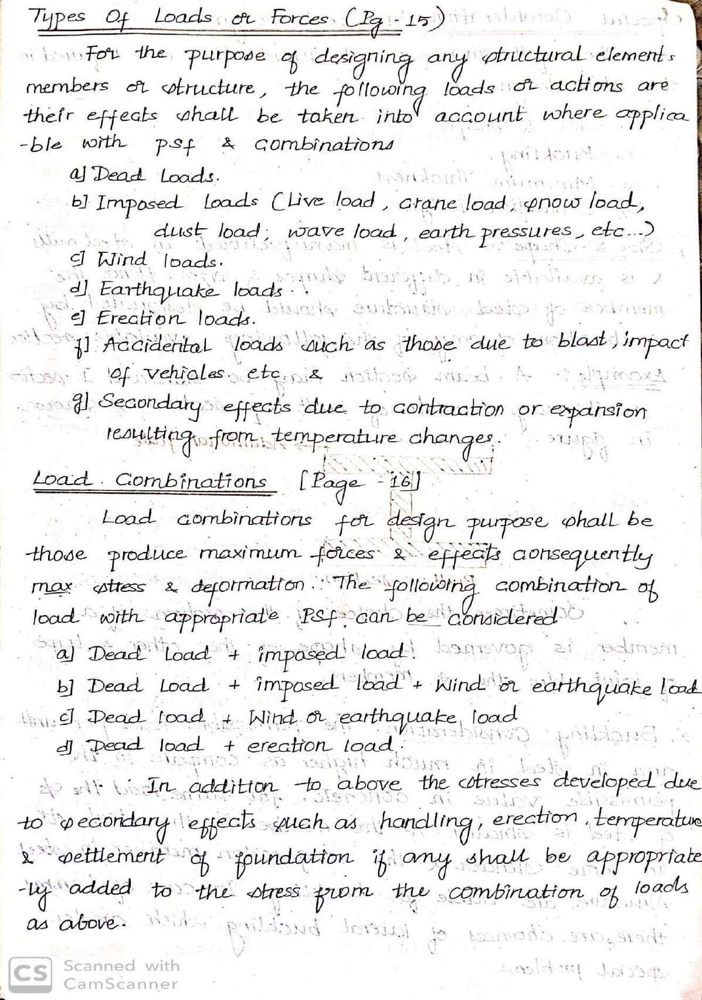 Types Of Loads or Forces (Pg - 15)
For the purpose of designing any structural elements
members or structure, the following loads or actions are
their effects shall be taken into account where applica
-ble with psf & combinations
a] Dead Loads.
b] Imposed Loads (Live load, crane load, snow load,
dust load, wave load, earth pressures, etc...)
c] Wind loads.
d] Earthquake loads.
e] Erection loads.
f] Accidental loads such as those due to blast, impact
of vehicles etc. &
g] Secondary effects due to contraction or expansion
resulting from temperature changes.
Load Combinations [Page - 16]
Load combinations for design purpose shall be
those produce maximum forces & effects consequently
max stress & deformation. The following combination of
load with appropriate PSf can be considered
a] Dead Load + imposed load.
b] Dead Load + imposed load + Wind or earthquake load
c] Dead load + Wind or earthquake load
d] Dead load + erection load.
In addition to above the stresses developed due
to secondary effects such as handling, erection, temperature
& settlement of foundation if any shall be appropriate
-ly added to the stress from the combination of loads
as above.
CS Scanned with
CamScanner